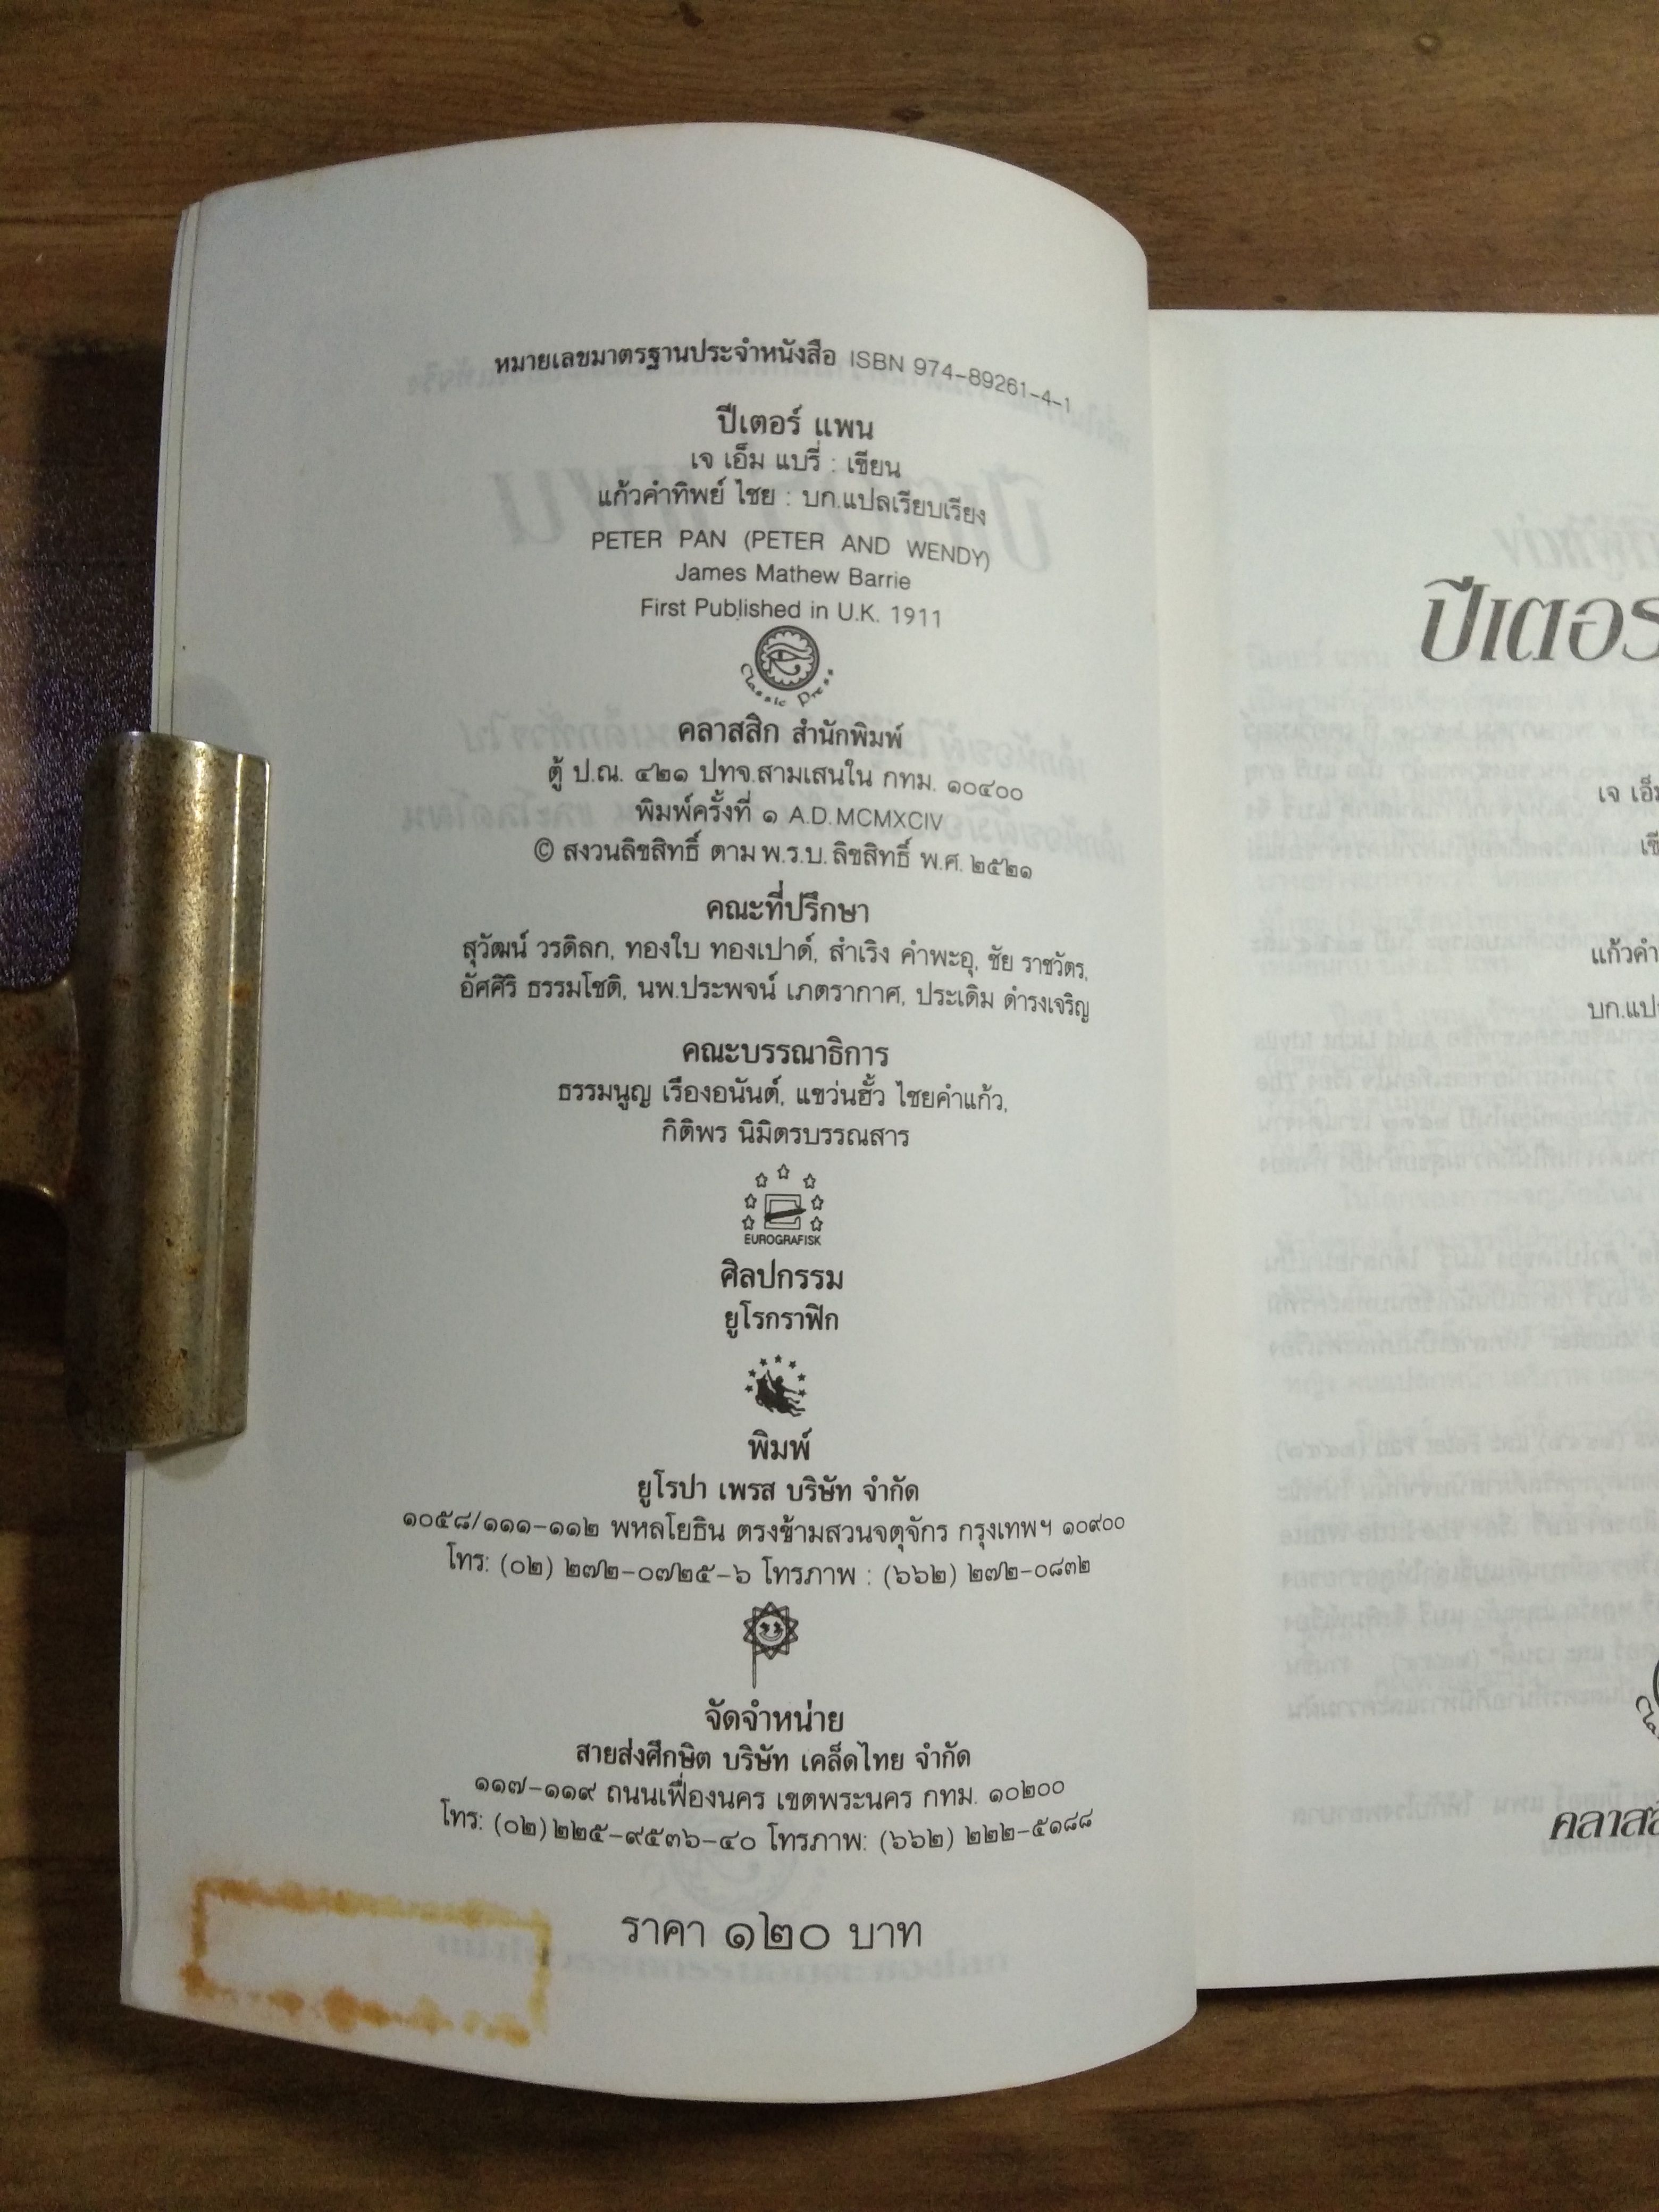 หมายเลขมาตรฐานประจำหนังสือ ISBN 974-89261-4-1
ปีเตอร์ แพน
เจ เอ็ม แบรี่ : เขียน
แก้วคำทิพย์ ไชย : บก.แปลเรียบเรียง
PETER PAN (PETER AND WENDY)
James Mathew Barrie
First Published in U.K. 1911
Classic Press
คลาสสิก สำนักพิมพ์
ตู้ ป.ณ. ๔๒๑ ปทจ.สามเสนใน กทม. ๑๐๔๐๐
พิมพ์ครั้งที่ ๑ A.D.MCMXCIV
© สงวนลิขสิทธิ์ ตาม พ.ร.บ. ลิขสิทธิ์ พ.ศ. ๒๕๒๑
คณะที่ปรึกษา
สุวัฒน์ วรดิลก, ทองใบ ทองเปาด์, สำเริง คำพะอุ, ชัย ราชวัตร,
อัศศิริ ธรรมโชติ, นพ.ประพจน์ เภตรากาศ, ประเดิม ดำรงเจริญ
คณะบรรณาธิการ
ธรรมนูญ เรืองอนันต์, แขว่นฮั้ว ไชยคำแก้ว,
กิติพร นิมิตรบรรณสาร
EUROGRAFISK
ศิลปกรรม
ยูโรกราฟิก
พิมพ์
ยูโรปา เพรส บริษัท จำกัด
๑๐๕๘/๑๑๑-๑๑๒ พหลโยธิน ตรงข้ามสวนจตุจักร กรุงเทพฯ ๑๐๙๐๐
โทร: (๐๒) ๒๗๒-๐๗๒๕-๖ โทรภาพ : (๖๖๒) ๒๗๒-๐๘๓๒
จัดจำหน่าย
สายส่งศึกษิต บริษัท เคล็ดไทย จำกัด
๑๑๗-๑๑๙ ถนนเฟื่องนคร เขตพระนคร กทม. ๑๐๒๐๐
โทร: (๐๒) ๒๒๕-๙๕๓๖-๔๐ โทรภาพ: (๖๖๒) ๒๒๒-๕๑๘๘
ราคา ๑๒๐ บาท
ปีเตอร
เจ เอ็ม
เขี
แก้วคำ
บก.แป
คลาสสิ